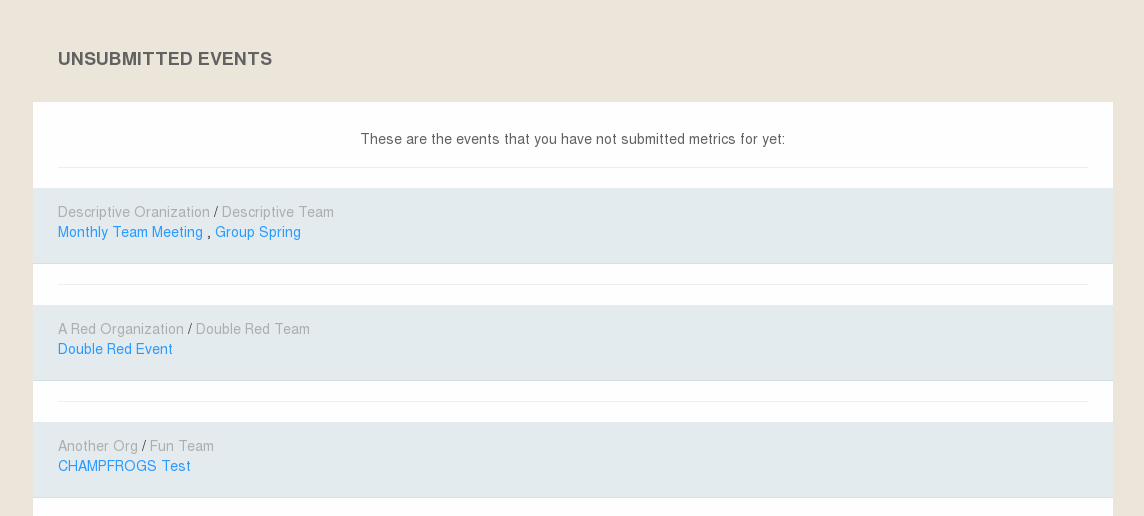 UNSUBMITTED EVENTS
These are the events that you have not submitted metrics for yet:
Descriptive Oranization / Descriptive Team
Monthly Team Meeting , Group Spring
A Red Organization / Double Red Team
Double Red Event
Another Org / Fun Team
CHAMPFROGS Test